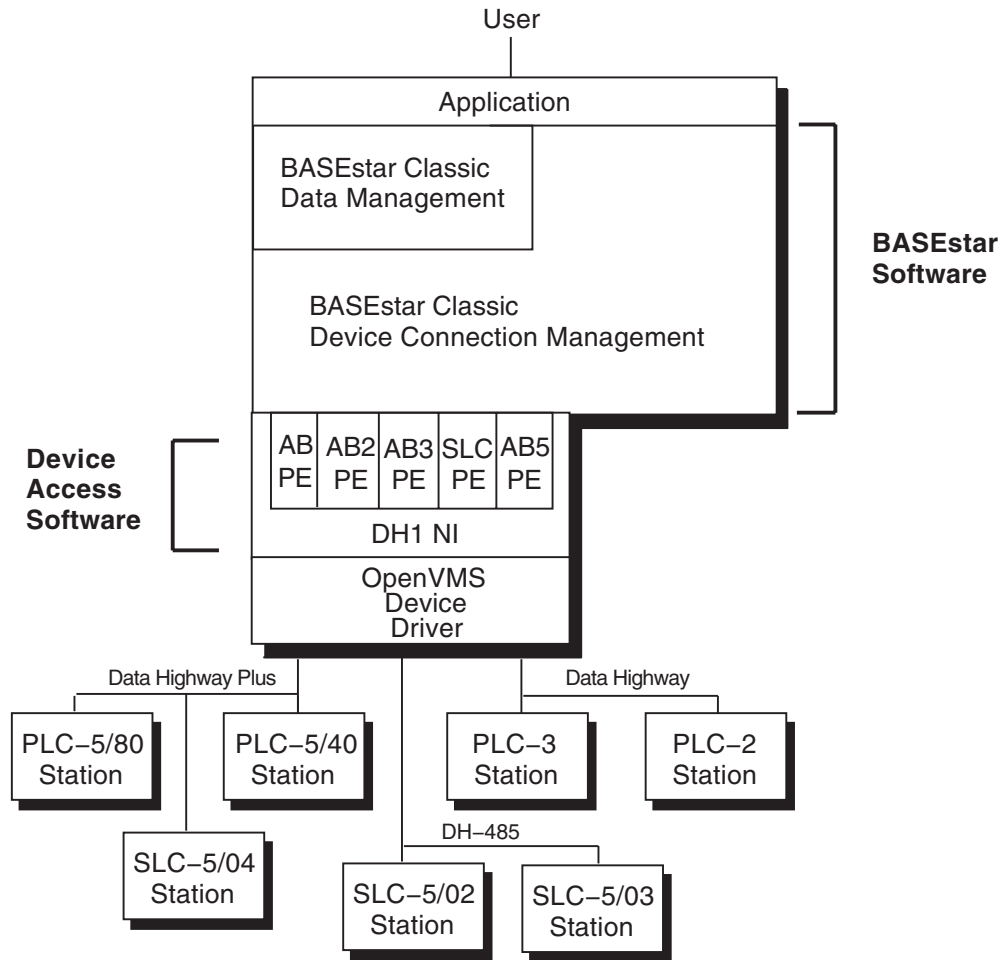 User
Application
BASEstar Classic
Data Management
BASEstar
Software
BASEstar Classic
Device Connection Management
Device
Access
Software
AB
PE
AB2
PE
AB3
PE
SLC
PE
AB5
PE
DH1 NI
OpenVMS
Device
Driver
Data Highway Plus
Data Highway
PLC−5/80
Station
PLC−5/40
Station
PLC−3
Station
PLC−2
Station
DH−485
SLC−5/04
Station
SLC−5/02
Station
SLC−5/03
Station